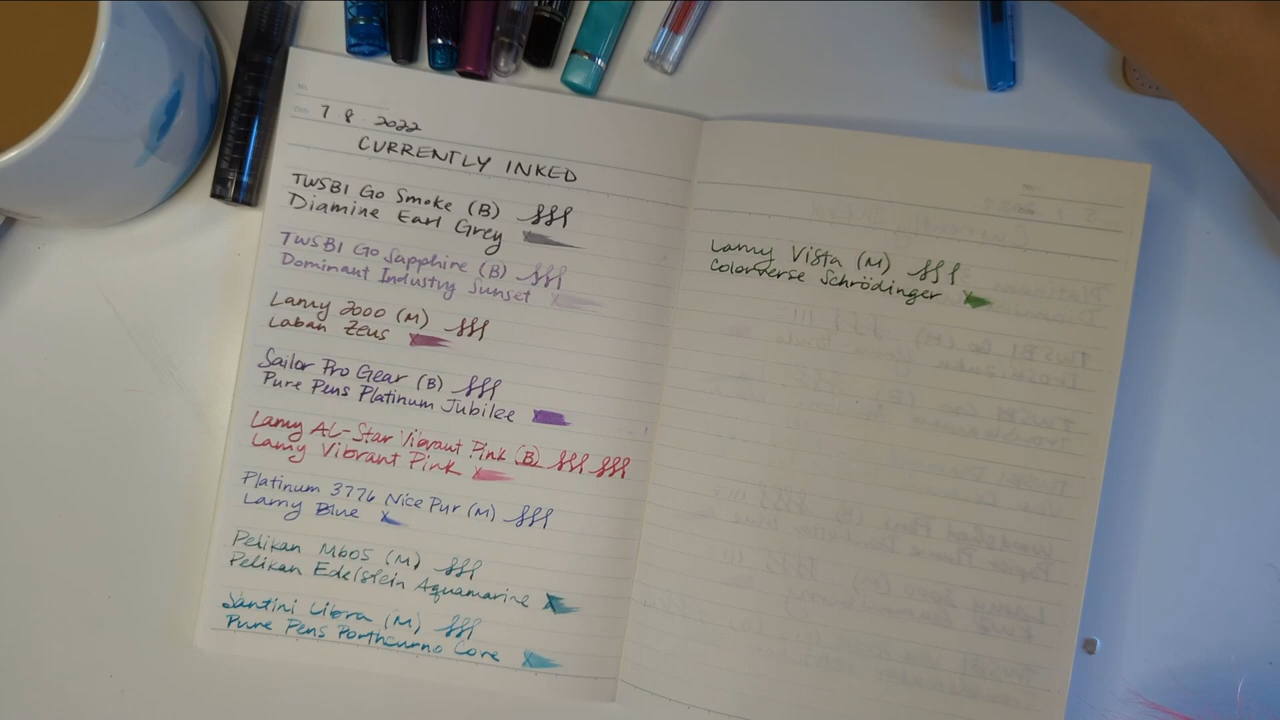 No.
Date
7 8 2022
CURRENTLY INKED
TWSBI Go Smoke (B)
Diamine Earl Grey
TWSBI Go Sapphire (B)
Dominant Industry Sunset
Lamy 2000 (M)
Laban Zeus
Sailor Pro Gear (B)
Pure Pens Platinum Jubilee
Lamy AL-Star Vibrant Pink (B)
Lamy Vibrant Pink
Platinum 3776 Nice Pur (M)
Lamy Blue
Pelikan M605 (M)
Pelikan Edelstein Aquamarine
Santini Libra (M)
Pure Pens Porthcurno Cove
Lamy Vista (M)
Colorverse Schrödinger